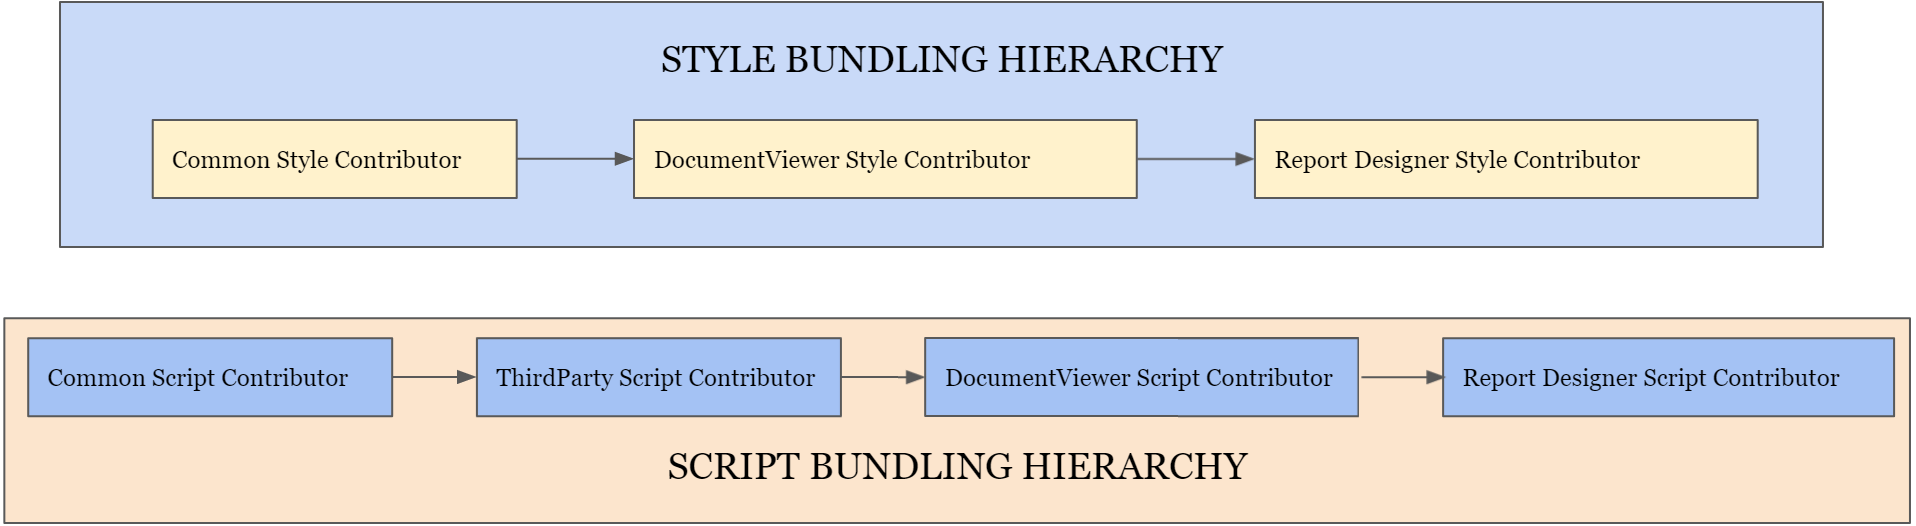 STYLE BUNDLING HIERARCHY
Common Style Contributor
DocumentViewer Style Contributor
Report Designer Style Contributor
Common Script Contributor
ThirdParty Script Contributor
DocumentViewer Script Contributor
Report Designer Script Contributor
SCRIPT BUNDLING HIERARCHY